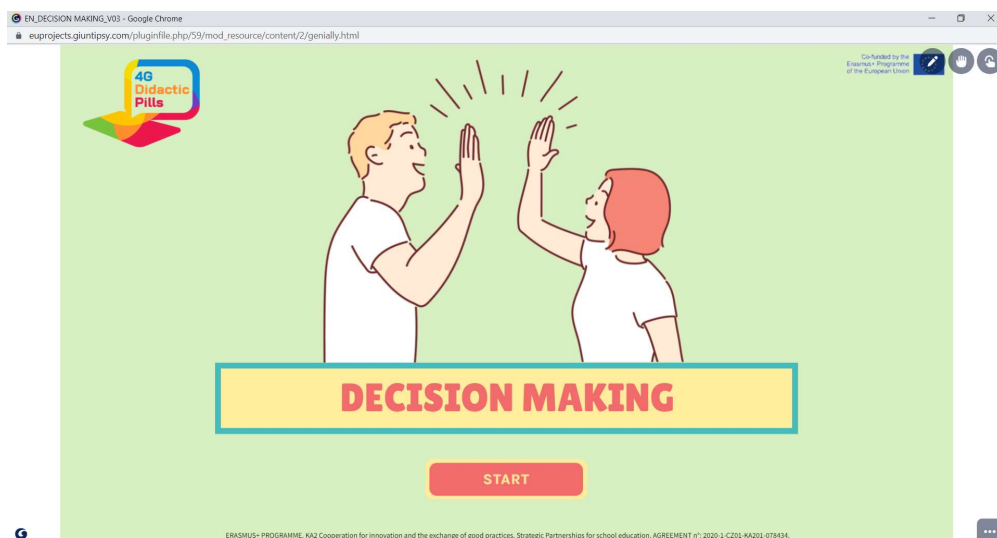 EN_DECISION MAKING_V03 - Google Chrome
euprojects.giuntipsy.com/pluginfile.php/59/mod_resource/content/2/genially.html
4G
Didactic
Pills
Co-funded by the
Erasmus+ Programme
of the European Union
DECISION MAKING
START
ERASMUS+ PROGRAMME. KA2 Cooperation for innovation and the exchange of good practices. Strategic Partnerships for school education. AGREEMENT n°: 2020-1-CZ01-KA201-078434.